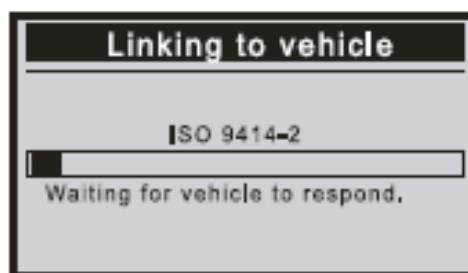 Linking to vehicle
ISO 9414-2
Waiting for vehicle to respond.